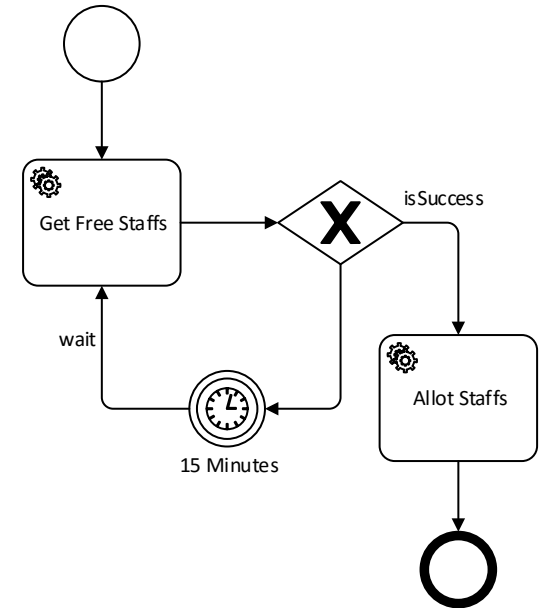 isSuccess
Get Free Staffs
X
wait
Allot Staffs
15 Minutes